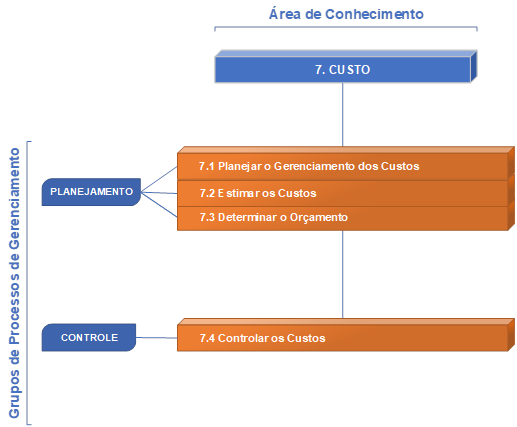 Área de Conhecimento
7. CUSTO
Grupos de Processos de Gerenciamento
PLANEJAMENTO
7.1 Planejar o Gerenciamento dos Custos
7.2 Estimar os Custos
7.3 Determinar o Orçamento
CONTROLE
7.4 Controlar os Custos